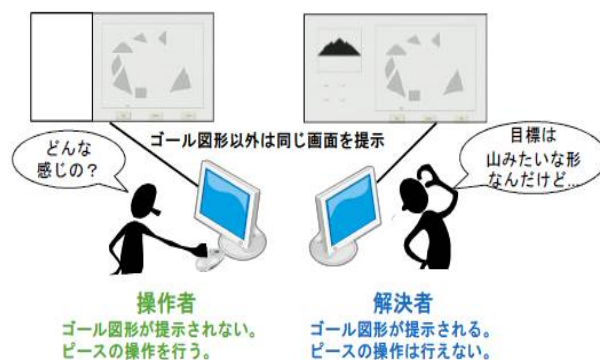 ゴール図形以外は同じ画面を提示
どんな
感じの？
目標は
山みたいな形
なんだけど…
操作者
ゴール図形が提示されない。
ピースの操作を行う。
解決者
ゴール図形が提示される。
ピースの操作は行えない。